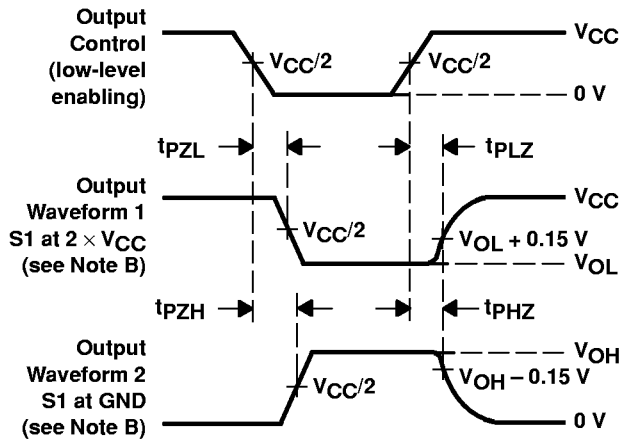 Output
Control
(low-level
enabling)
VCC/2
VCC/2
VCC
0 V
tPZL
tPLZ
Output
Waveform 1
S1 at 2 × VCC
(see Note B)
VCC/2
VCC
VOL + 0.15 V
VOL
tPZH
tPHZ
Output
Waveform 2
S1 at GND
(see Note B)
VCC/2
VOH
VOH − 0.15 V
0 V